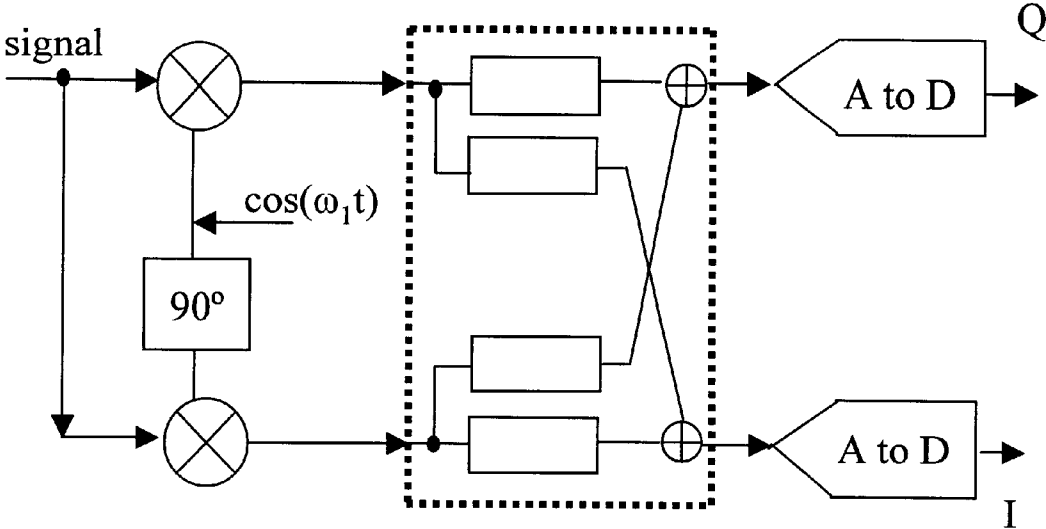 Q
signal
A to D
cos(ω₁t)
90º
A to D
I